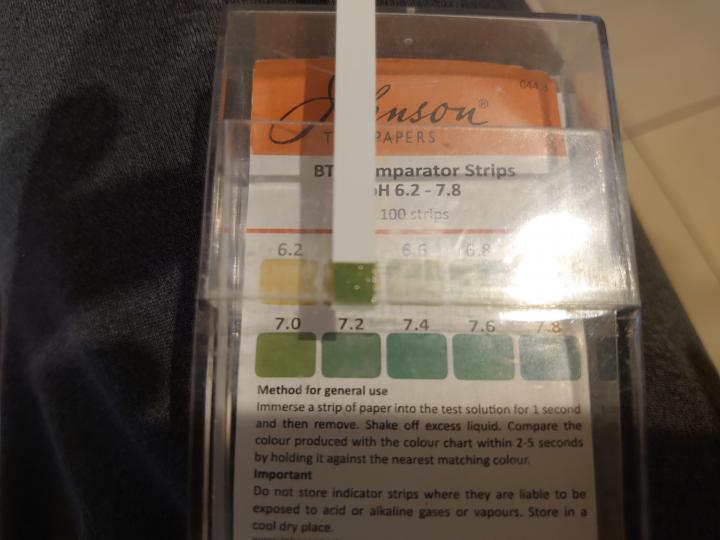 0443
Johnson®
T PAPERS
BT mparator Strips
pH 6.2 - 7.8
100 strips
6.2 6.6 6.8
7.0 7.2 7.4 7.6 7.8
Method for general use
Immerse a strip of paper into the test solution for 1 second
and then remove. Shake off excess liquid. Compare the
colour produced with the colour chart within 2-5 seconds
by holding it against the nearest matching colour.
Important
Do not store indicator strips where they are liable to be
exposed to acid or alkaline gases or vapours. Store in a
cool dry place.